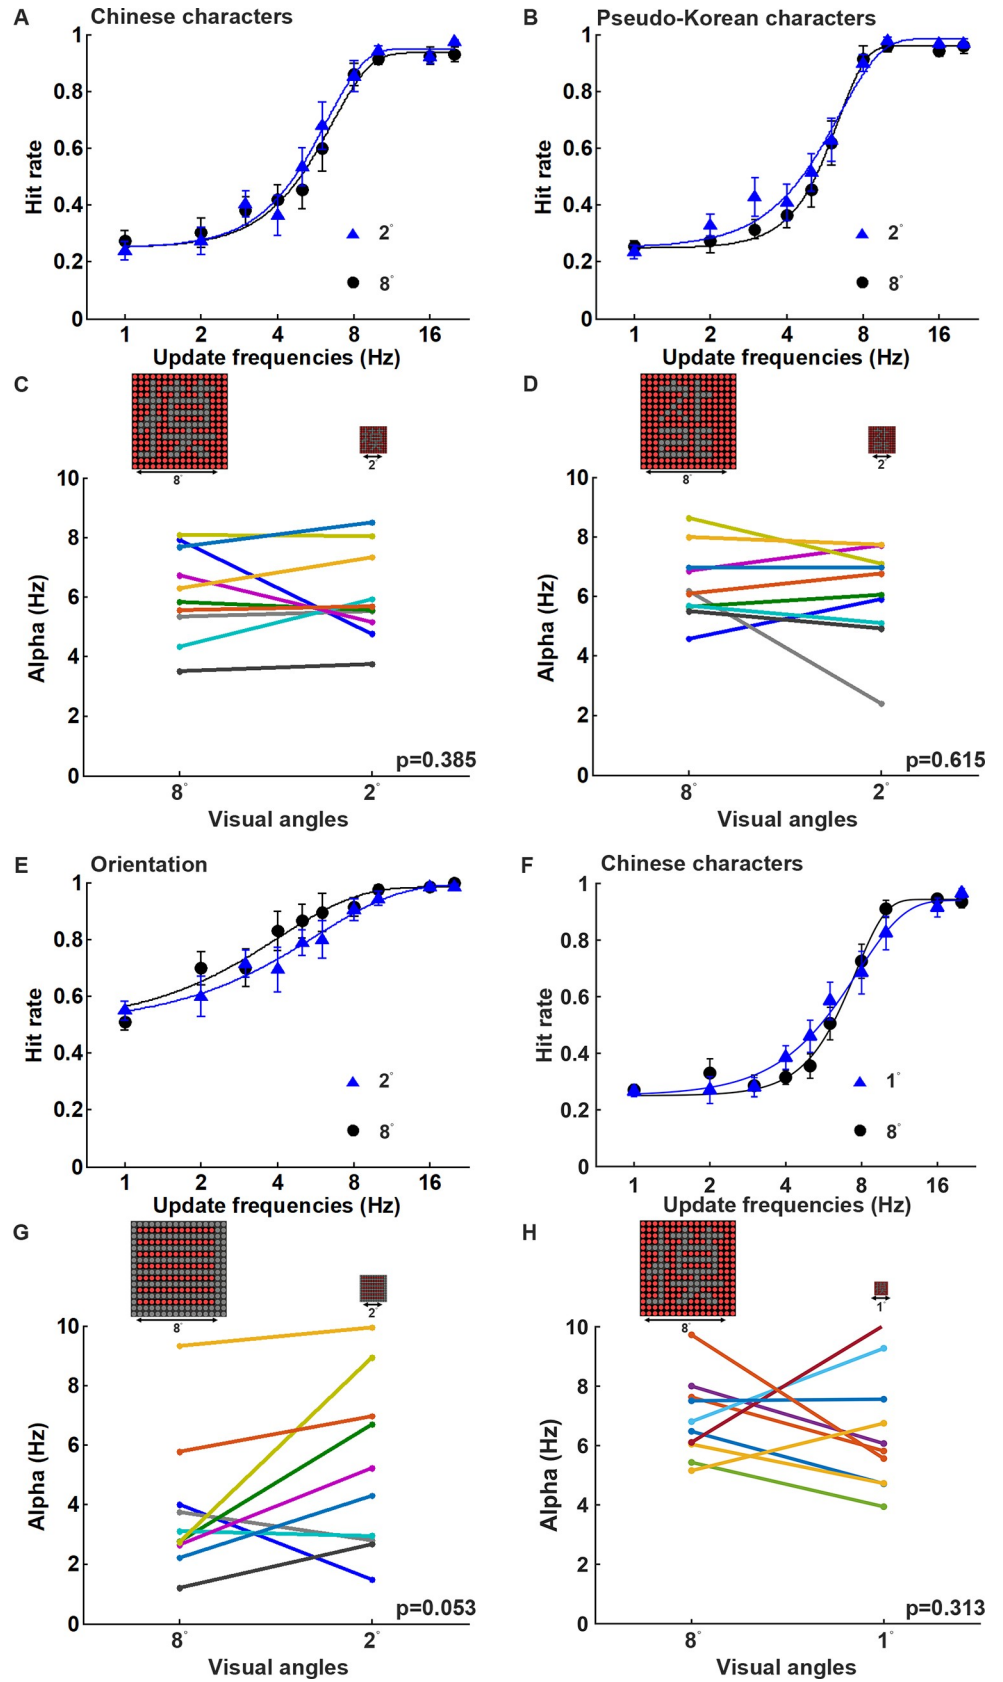 A Chinese characters
1
0.8
0.6
0.4
0.2
0
Hit rate
2°
8°
1 2 4 8 16
Update frequencies (Hz)
B Pseudo-Korean characters
1
0.8
0.6
0.4
0.2
0
Hit rate
2°
8°
1 2 4 8 16
Update frequencies (Hz)
C
8°
2°
10
8
6
4
2
0
Alpha (Hz)
p=0.385
8° 2°
Visual angles
D
8°
2°
10
8
6
4
2
0
Alpha (Hz)
p=0.615
8° 2°
Visual angles
E Orientation
1
0.8
0.6
0.4
0.2
0
Hit rate
2°
8°
1 2 4 8 16
Update frequencies (Hz)
F Chinese characters
1
0.8
0.6
0.4
0.2
0
Hit rate
1°
8°
1 2 4 8 16
Update frequencies (Hz)
G
8°
2°
10
8
6
4
2
0
Alpha (Hz)
p=0.053
8° 2°
Visual angles
H
8°
1°
10
8
6
4
2
0
Alpha (Hz)
p=0.313
8° 1°
Visual angles